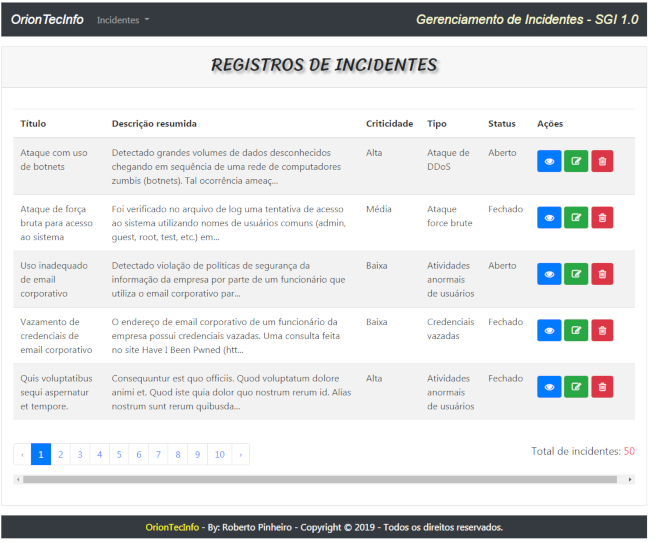 OrionTecInfo Incidentes Gerenciamento de Incidentes - SGI 1.0
REGISTROS DE INCIDENTES
Título Descrição resumida Criticidade Tipo Status Ações
Ataque com uso Detectado grandes volumes de dados desconhecidos Alta Ataque de Aberto
de botnets chegando em sequência de uma rede de computadores DDoS
zumbis (botnets). Tal ocorrência ameaç...
Ataque de força Foi verificado no arquivo de log uma tentativa de acesso Média Ataque Fechado
bruta para acesso ao sistema utilizando nomes de usuários comuns (admin, force brute
ao sistema guest, root, test, etc.) em...
Uso inadequado Detectado violação de políticas de segurança da Baixa Atividades Aberto
de email informação da empresa por parte de um funcionário que anormais
corporativo utiliza o email corporativo par... de usuários
Vazamento de O endereço de email corporativo de um funcionário da Baixa Credenciais Fechado
credenciais de empresa possui credenciais vazadas. Uma consulta feita vazadas
email corporativo no site Have I Been Pwned (htt...
Quis voluptatibus Consequuntur est quo officiis. Quod voluptatum dolore Alta Atividades Fechado
sequi aspernatur animi et. Quod iste quia dolor quo nostrum rerum id. Alias anormais
et tempore. nostrum sunt rerum quibusda... de usuários
‹ 1 2 3 4 5 6 7 8 9 10 › Total de incidentes: 50
OrionTecInfo - By: Roberto Pinheiro - Copyright © 2019 - Todos os direitos reservados.